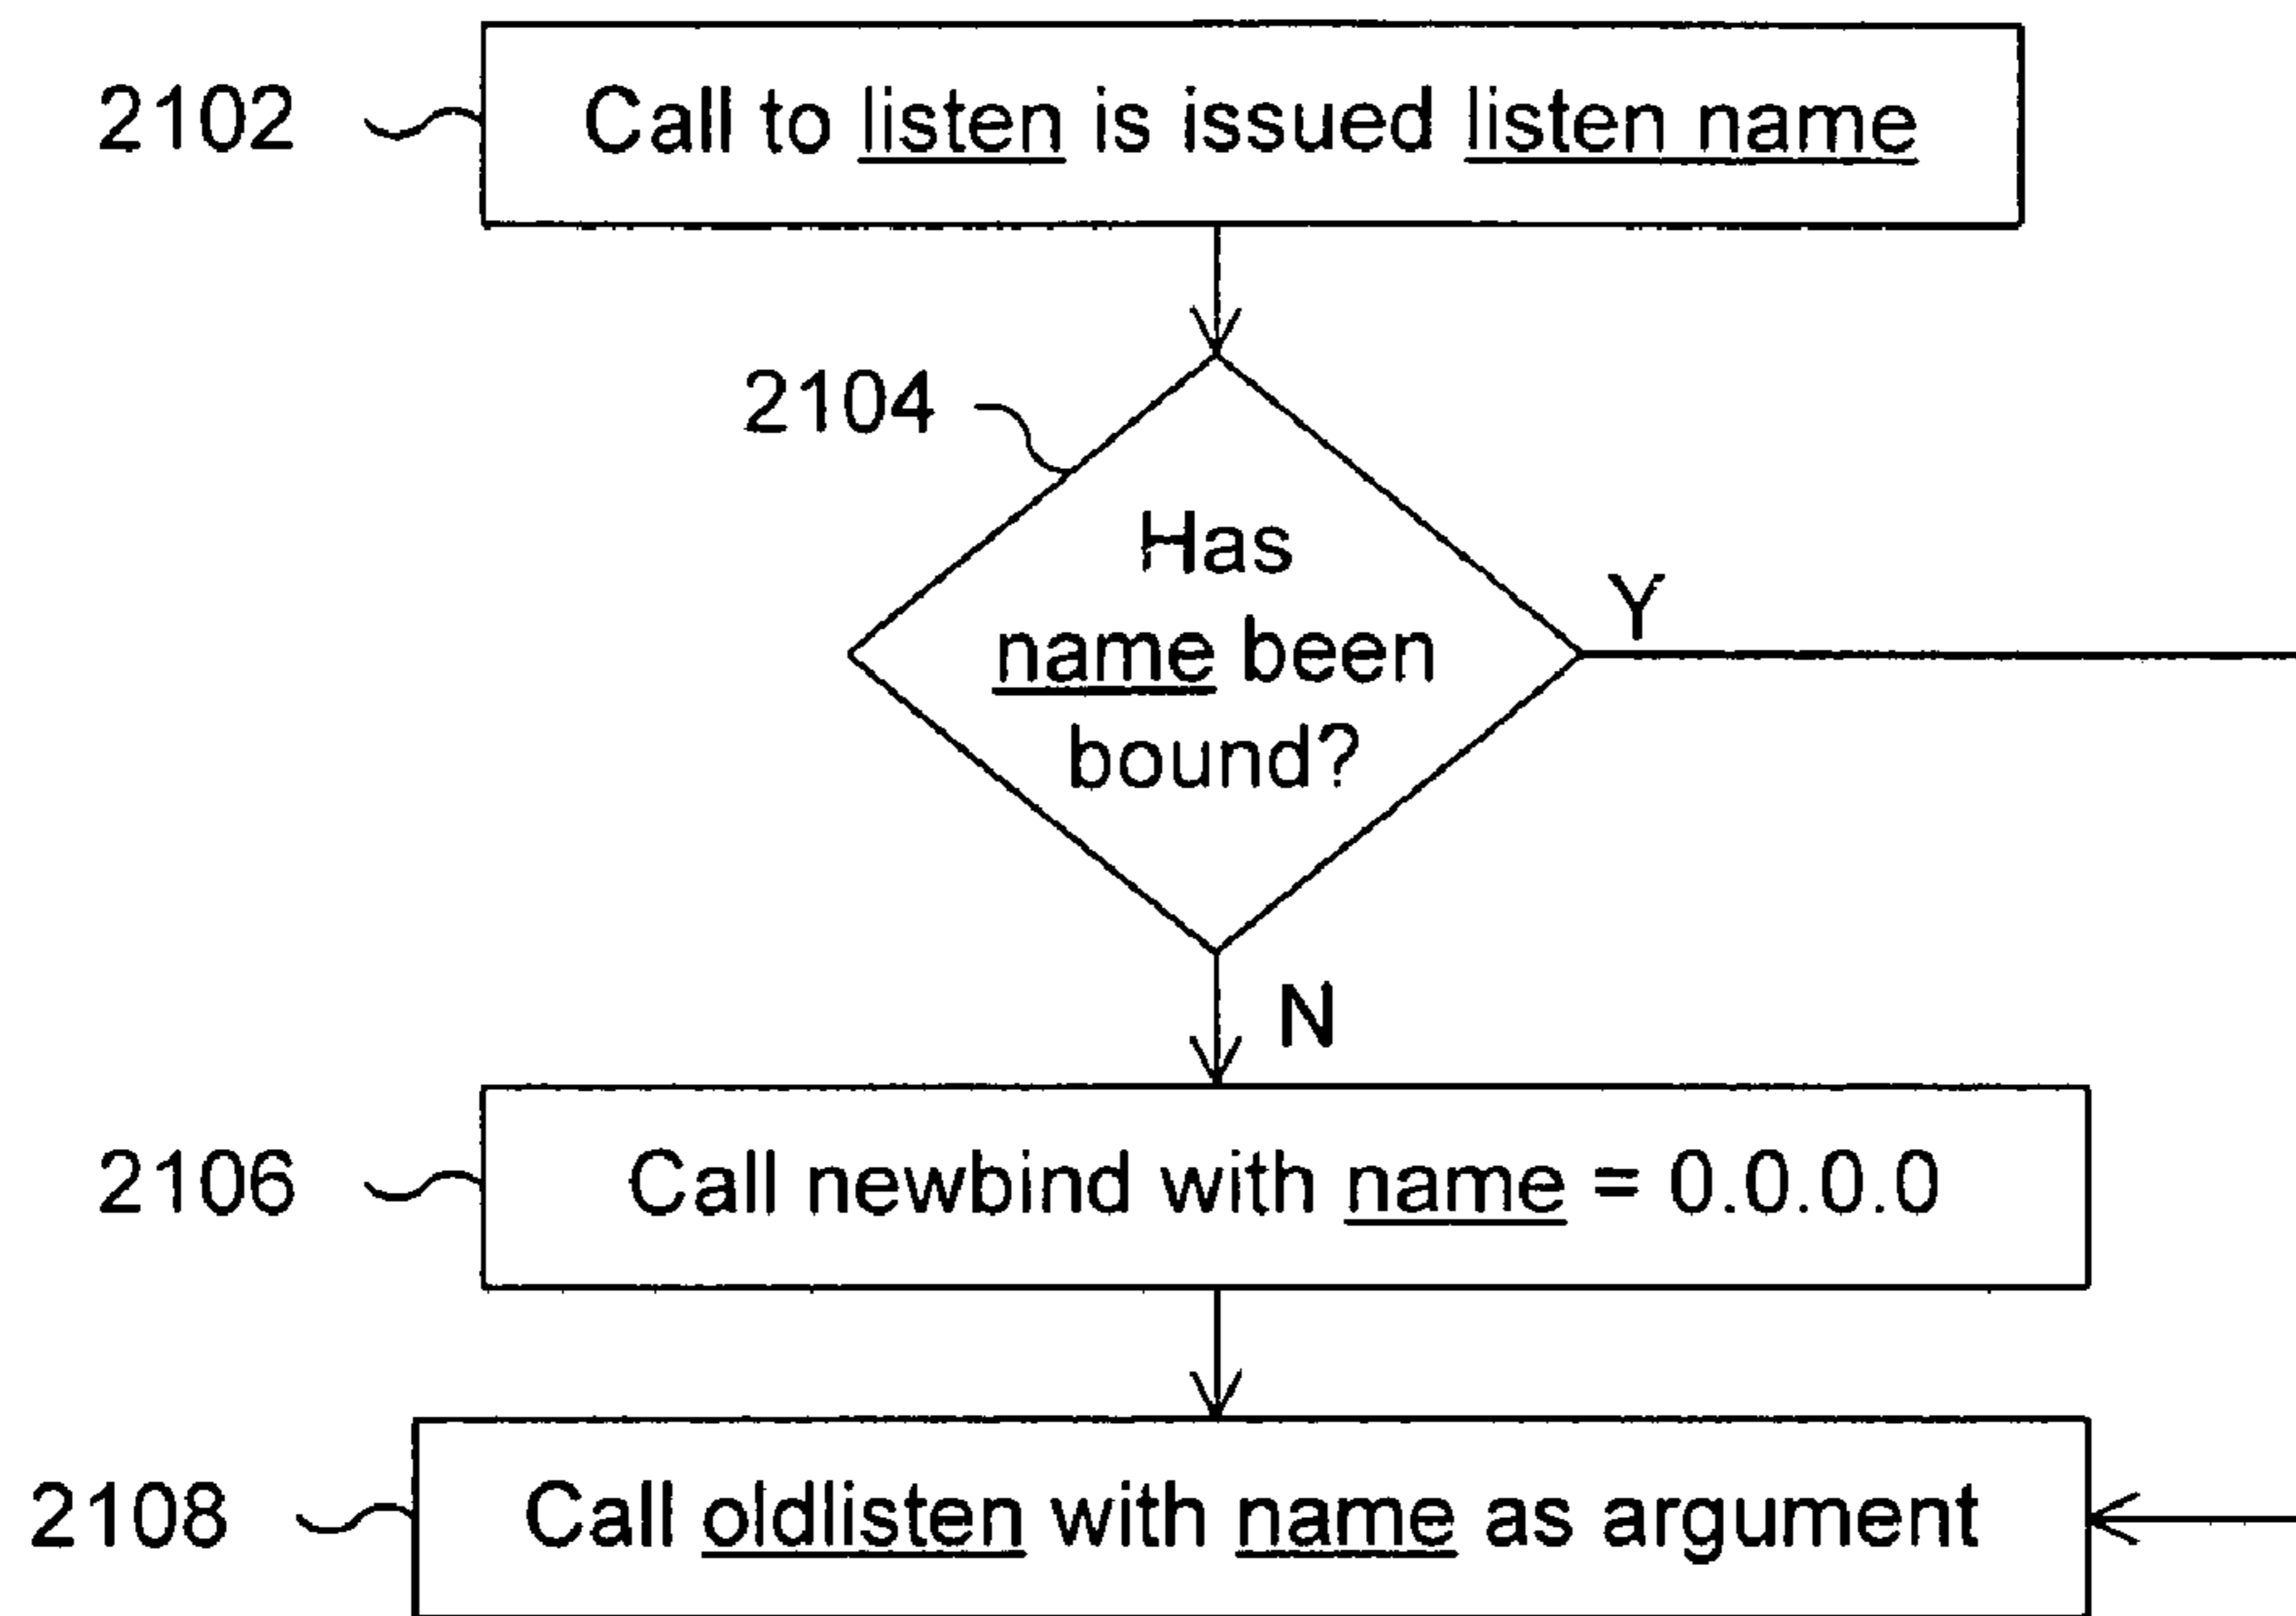 2102
Call to listen is issued listen name
2104
Has
name been
bound?
Y
N
2106
Call newbind with name = 0.0.0.0
2108
Call oldlisten with name as argument